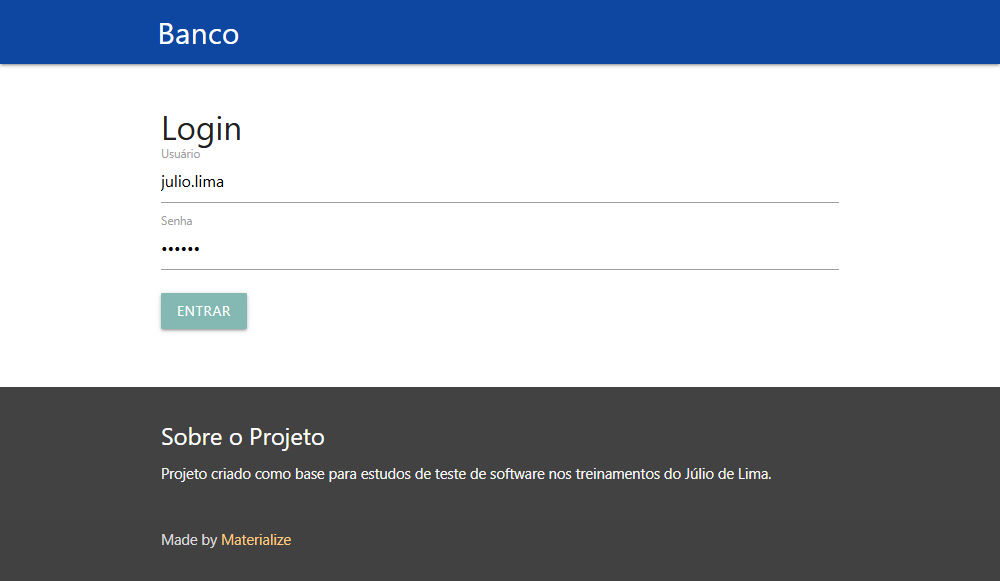 Banco
Login
Usuário
julio.lima
Senha
••••••
ENTRAR
Sobre o Projeto
Projeto criado como base para estudos de teste de software nos treinamentos do Júlio de Lima.
Made by Materialize